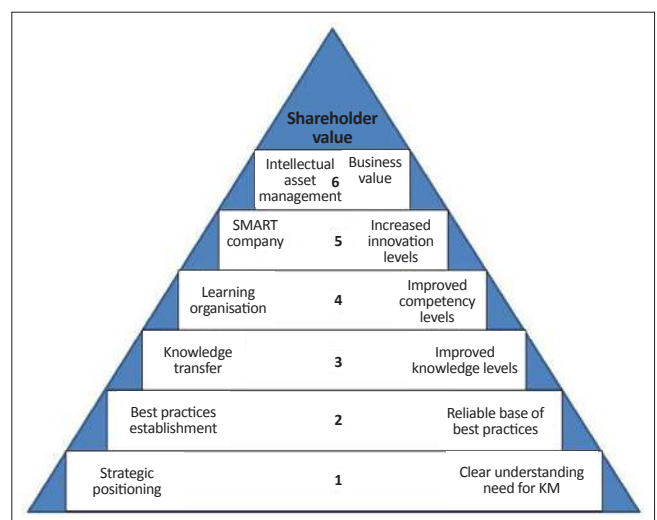 Shareholder
value
Intellectual
asset
management
6
Business
value
SMART
company
5
Increased
innovation
levels
Learning
organisation
4
Improved
competency
levels
Knowledge
transfer
3
Improved
knowledge levels
Best practices
establishment
2
Reliable base of
best practices
Strategic
positioning
1
Clear understanding
need for KM